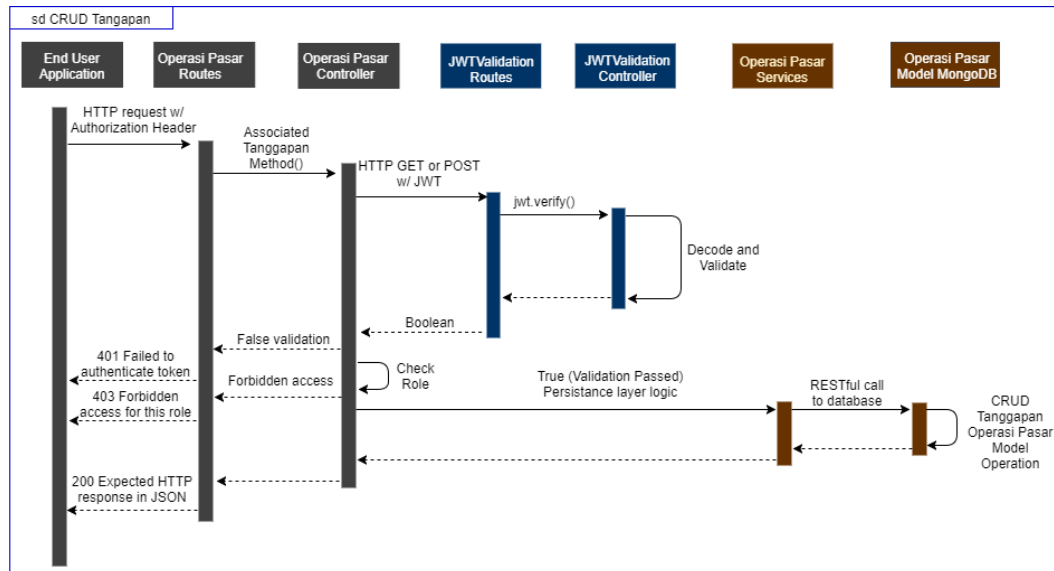 sd CRUD Tangapan
End User
Application
Operasi Pasar
Routes
Operasi Pasar
Controller
JWTValidation
Routes
JWTValidation
Controller
Operasi Pasar
Services
Operasi Pasar
Model MongoDB
HTTP request w/
Authorization Header
Associated
Tanggapan
Method()
HTTP GET or POST
w/ JWT
jwt.verify()
Decode and
Validate
Boolean
False validation
401 Failed to
authenticate token
Check
Role
Forbidden access
403 Forbidden
access for this role
True (Validation Passed)
Persistance layer logic
RESTful call
to database
CRUD
Tanggapan
Operasi Pasar
Model
Operation
200 Expected HTTP
response in JSON